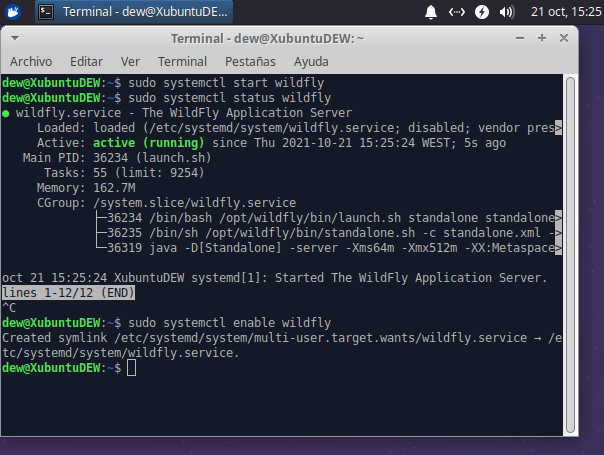 Terminal - dew@XubuntuDE...
21 oct, 15:25
Terminal - dew@XubuntuDEW: ~
Archivo Editar Ver Terminal Pestañas Ayuda
dew@XubuntuDEW:~$ sudo systemctl start wildfly
dew@XubuntuDEW:~$ sudo systemctl status wildfly
● wildfly.service - The WildFly Application Server
Loaded: loaded (/etc/systemd/system/wildfly.service; disabled; vendor pres>
Active: active (running) since Thu 2021-10-21 15:25:24 WEST; 5s ago
Main PID: 36234 (launch.sh)
Tasks: 55 (limit: 9254)
Memory: 162.7M
CGroup: /system.slice/wildfly.service
├─36234 /bin/bash /opt/wildfly/bin/launch.sh standalone standalone>
├─36235 /bin/sh /opt/wildfly/bin/standalone.sh -c standalone.xml ->
└─36319 java -D[Standalone] -server -Xms64m -Xmx512m -XX:Metaspace>
oct 21 15:25:24 XubuntuDEW systemd[1]: Started The WildFly Application Server.
lines 1-12/12 (END)
^C
dew@XubuntuDEW:~$ sudo systemctl enable wildfly
Created symlink /etc/systemd/system/multi-user.target.wants/wildfly.service → /e
tc/systemd/system/wildfly.service.
dew@XubuntuDEW:~$